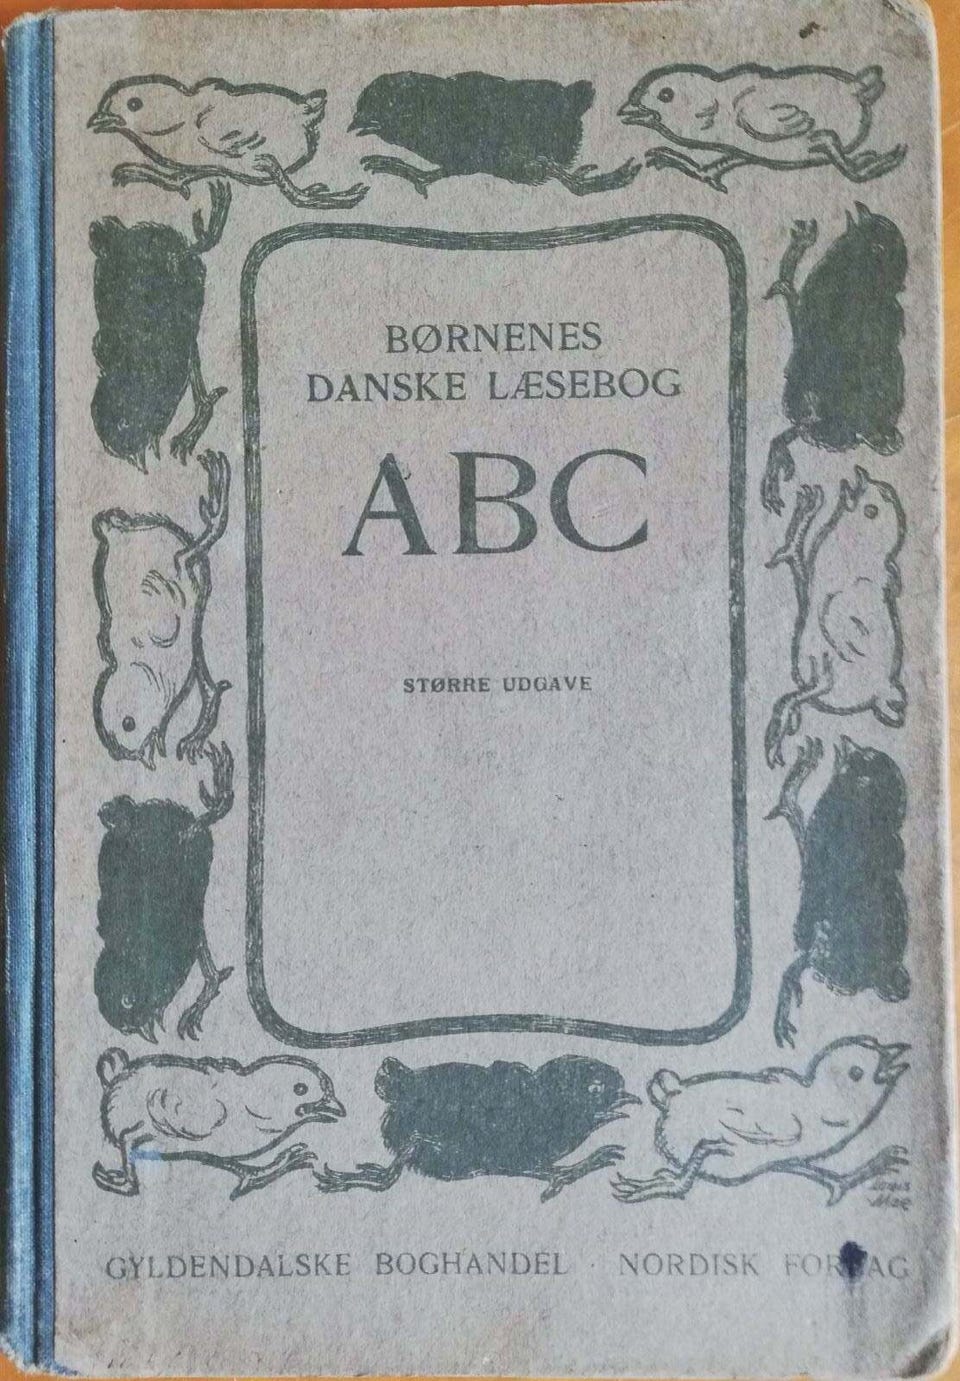 BØRNENES
DANSKE LÆSEBOG
ABC
STØRRE UDGAVE
GYLDENDALSKE BOGHANDEL · NORDISK FORLAG